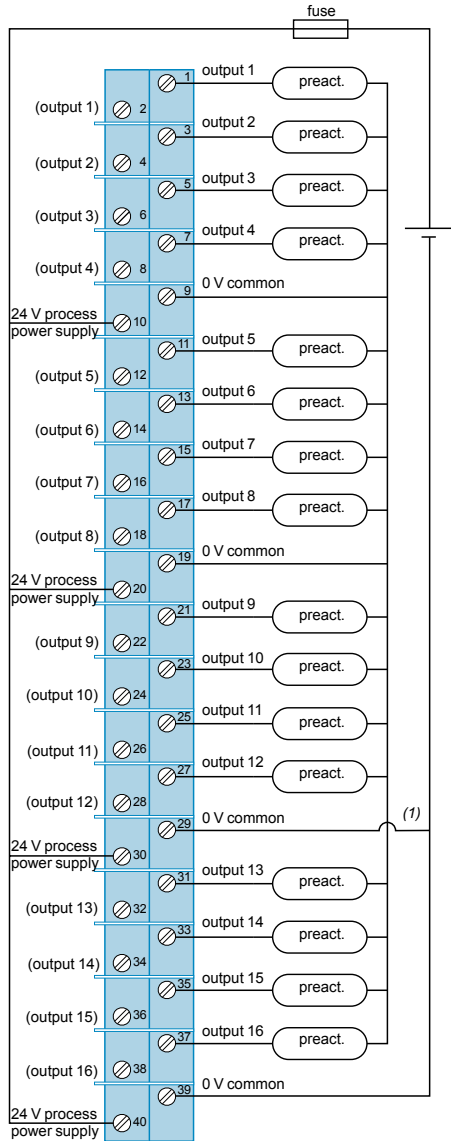 fuse
output 1
1
preact.
(output 1)
2
output 2
3
preact.
(output 2)
4
output 3
5
preact.
(output 3)
6
output 4
7
preact.
(output 4)
8
0 V common
9
24 V process
power supply
10
output 5
11
preact.
(output 5)
12
output 6
13
preact.
(output 6)
14
output 7
15
preact.
(output 7)
16
output 8
17
preact.
(output 8)
18
0 V common
19
24 V process
power supply
20
output 9
21
preact.
(output 9)
22
output 10
23
preact.
(output 10)
24
output 11
25
preact.
(output 11)
26
output 12
27
preact.
(output 12)
28
0 V common
29
(1)
24 V process
power supply
30
output 13
31
preact.
(output 13)
32
output 14
33
preact.
(output 14)
34
output 15
35
preact.
(output 15)
36
output 16
37
preact.
(output 16)
38
0 V common
39
24 V process
power supply
40